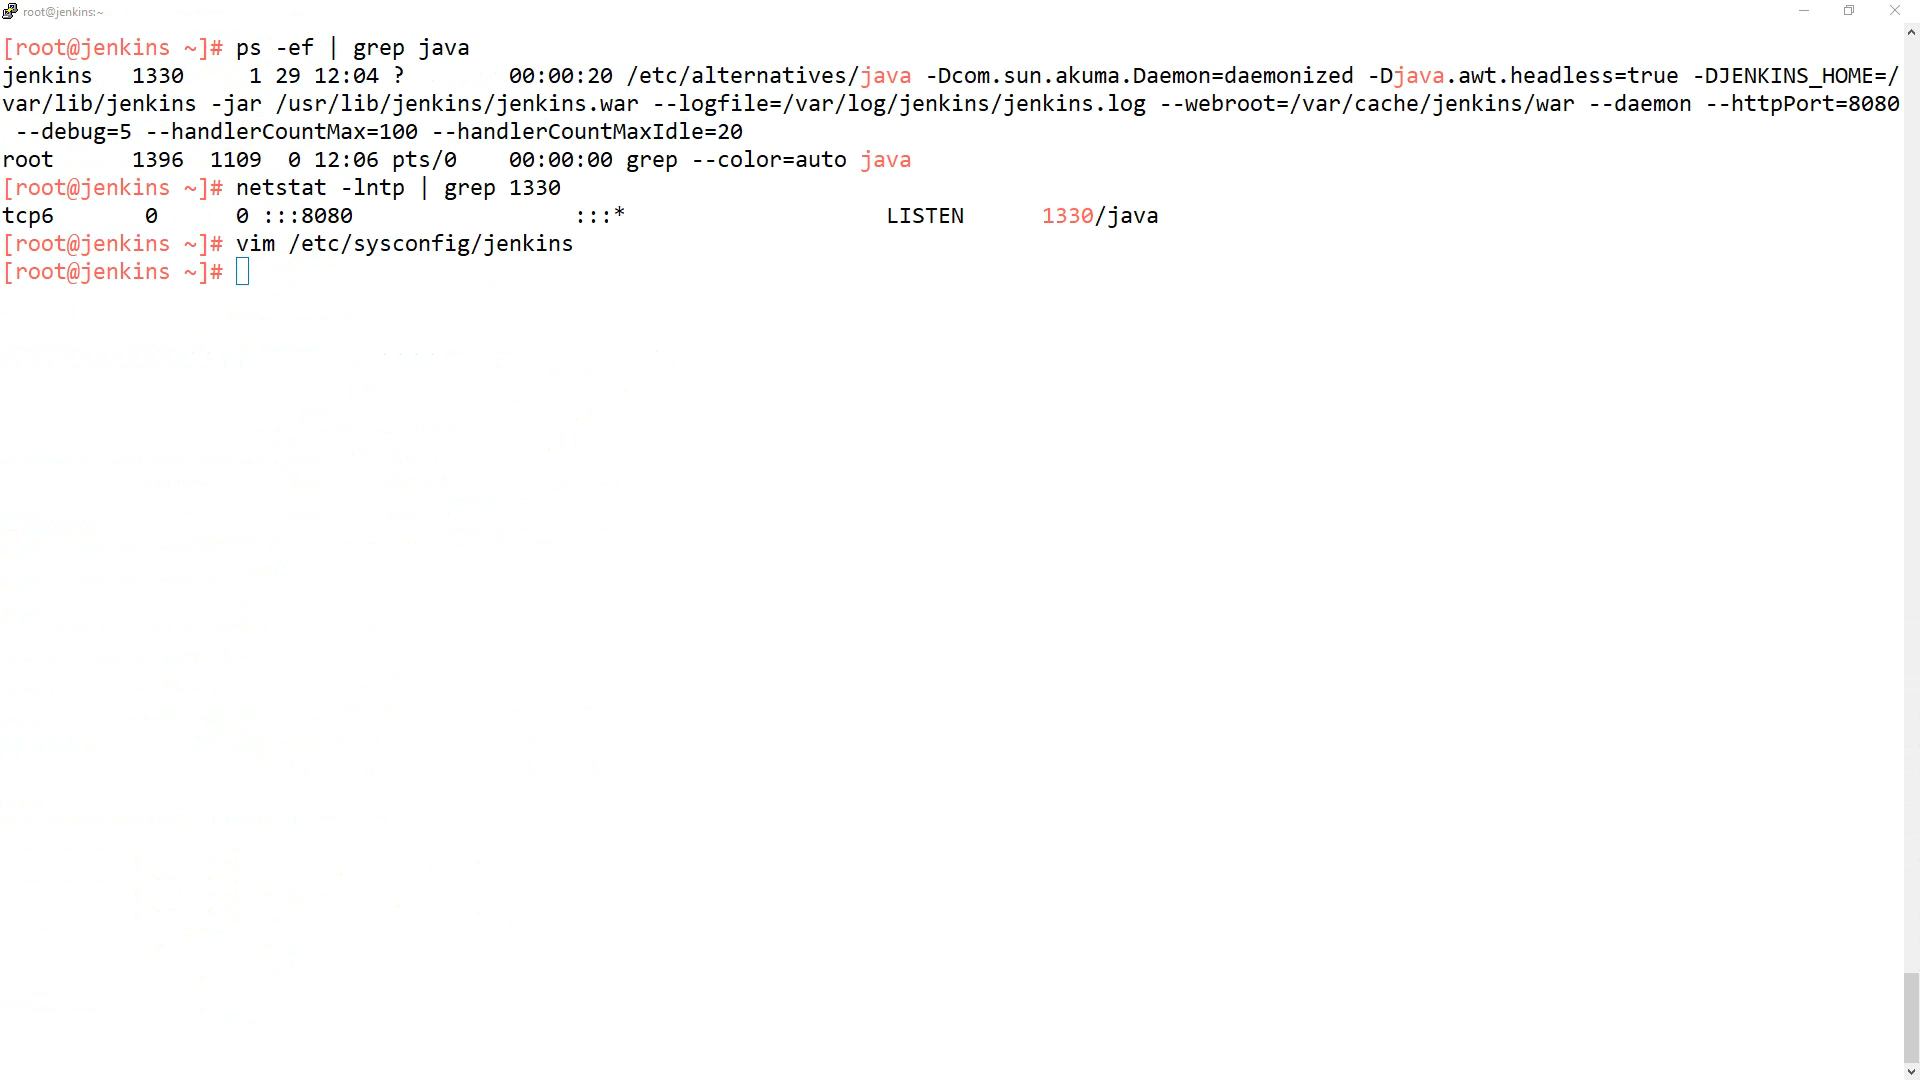 root@jenkins:~
[root@jenkins ~]# ps -ef | grep java
jenkins   1330     1 29 12:04 ?        00:00:20 /etc/alternatives/java -Dcom.sun.akuma.Daemon=daemonized -Djava.awt.headless=true -DJENKINS_HOME=/
var/lib/jenkins -jar /usr/lib/jenkins/jenkins.war --logfile=/var/log/jenkins/jenkins.log --webroot=/var/cache/jenkins/war --daemon --httpPort=8080
 --debug=5 --handlerCountMax=100 --handlerCountMaxIdle=20
root      1396  1109  0 12:06 pts/0    00:00:00 grep --color=auto java
[root@jenkins ~]# netstat -lntp | grep 1330
tcp6       0      0 :::8080                 :::*                    LISTEN      1330/java
[root@jenkins ~]# vim /etc/sysconfig/jenkins
[root@jenkins ~]#